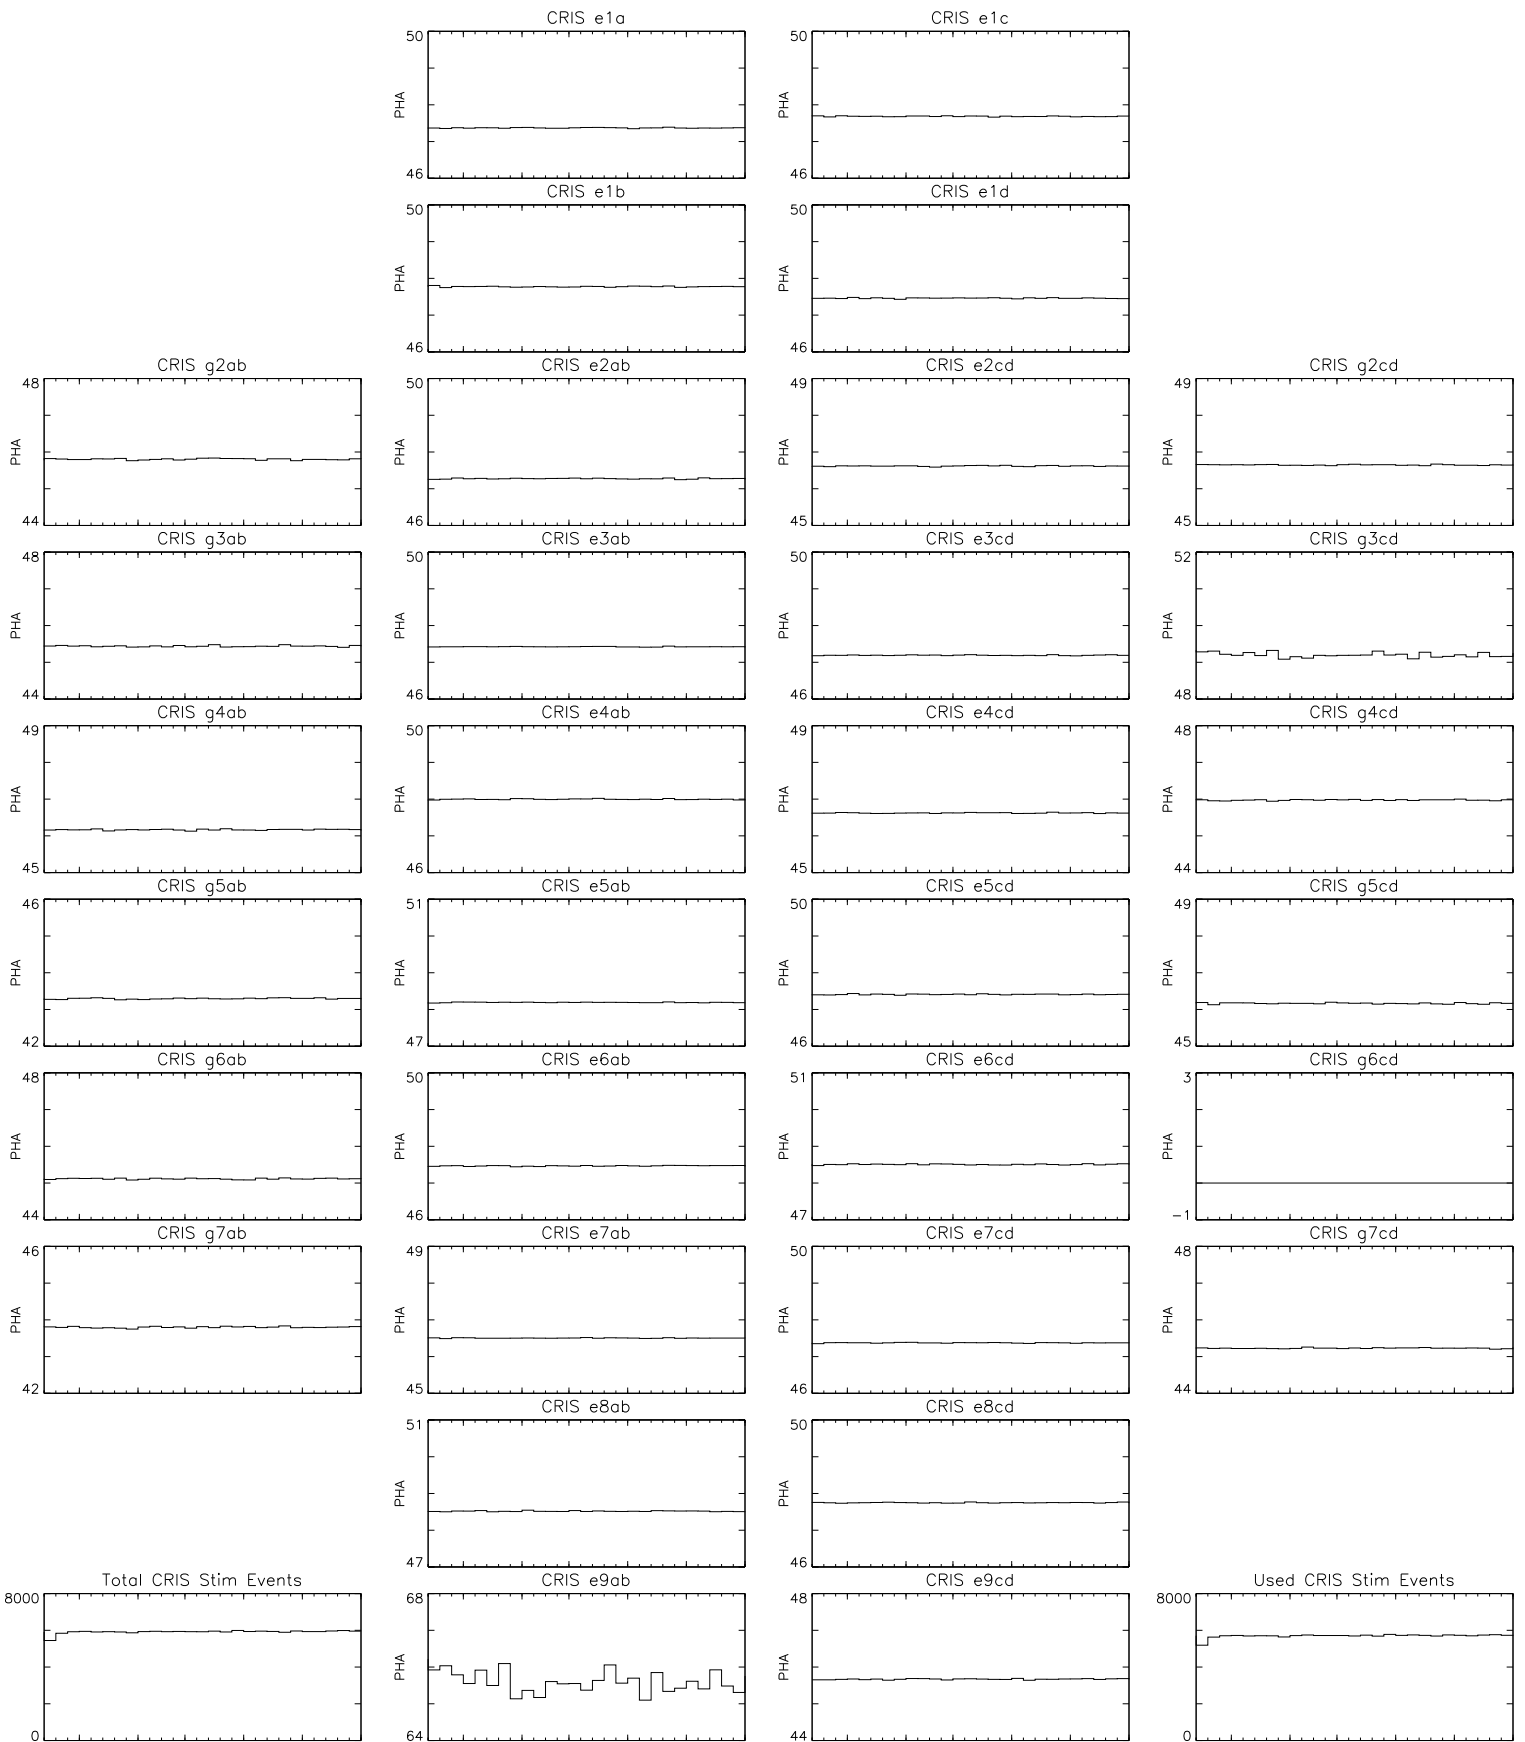 CRIS e1a
50
PHA
46
CRIS e1c
50
PHA
46
CRIS e1b
50
PHA
46
CRIS e1d
50
PHA
46
CRIS g2ab
48
PHA
44
CRIS e2ab
50
PHA
46
CRIS e2cd
49
PHA
45
CRIS g2cd
49
PHA
45
CRIS g3ab
48
PHA
44
CRIS e3ab
50
PHA
46
CRIS e3cd
50
PHA
46
CRIS g3cd
52
PHA
48
CRIS g4ab
49
PHA
45
CRIS e4ab
50
PHA
46
CRIS e4cd
49
PHA
45
CRIS g4cd
48
PHA
44
CRIS g5ab
46
PHA
42
CRIS e5ab
51
PHA
47
CRIS e5cd
50
PHA
46
CRIS g5cd
49
PHA
45
CRIS g6ab
48
PHA
44
CRIS e6ab
50
PHA
46
CRIS e6cd
51
PHA
47
CRIS g6cd
3
PHA
-1
CRIS g7ab
46
PHA
42
CRIS e7ab
49
PHA
45
CRIS e7cd
50
PHA
46
CRIS g7cd
48
PHA
44
CRIS e8ab
51
PHA
47
CRIS e8cd
50
PHA
46
Total CRIS Stim Events
8000
0
CRIS e9ab
68
PHA
64
CRIS e9cd
48
PHA
44
Used CRIS Stim Events
8000
0